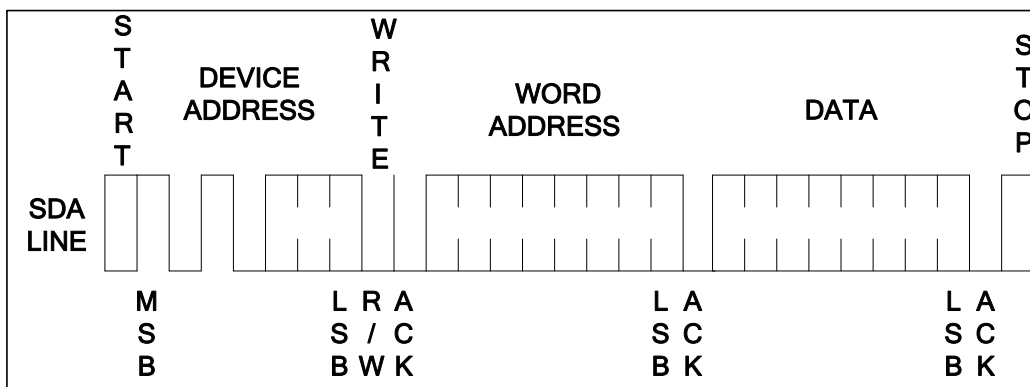 START
DEVICE
ADDRESS
WRITE
WORD
ADDRESS
DATA
STOP
SDA
LINE
MSB
LSB
R/W
ACK
LSB
ACK
LSB
ACK